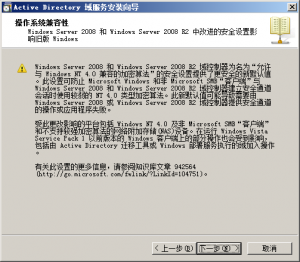 Active Directory 域服务安装向导
操作系统兼容性
Windows Server 2008 和 Windows Server 2008 R2 中改进的安全设置影
响旧版 Windows
Windows Server 2008 和 Windows Server 2008 R2 域控制器为名为“允许
与 Windows NT 4.0 兼容的加密算法”的安全设置提供了更安全的新默认值
。此设置可防止 Microsoft Windows 和非 Microsoft SMB“客户端”与
Windows Server 2008 或 Windows Server 2008 R2 域控制器建立安全通道
会话时使用较弱的 NT 4.0 类型加密算法。此新默认值可能导致需要由
Windows Server 2008 或 Windows Server 2008 R2 域控制器提供安全通道
的操作或应用程序失败。
受此更改影响的平台包括 Windows NT 4.0 及非 Microsoft SMB“客户端”
和不支持较强加密算法的网络附加存储(NAS)设备。在运行 Windows Vista
Service Pack 1 以前版本的 Windows 客户端上的部分操作也会受到影响，
包括由 Active Directory 迁移工具或 Windows 部署服务执行的域加入操作
。
有关此设置的更多信息，请参阅知识库文章 942564
(http://go.microsoft.com/fwlink/?LinkId=104751)。
< 上一步(B) 下一步(N) > 取消